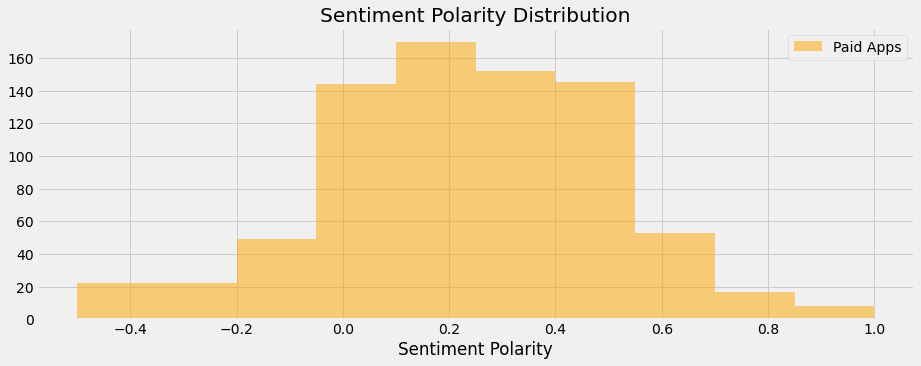 Sentiment Polarity Distribution
Paid Apps
160
140
120
100
80
60
40
20
0
−0.4 −0.2 0.0 0.2 0.4 0.6 0.8 1.0
Sentiment Polarity